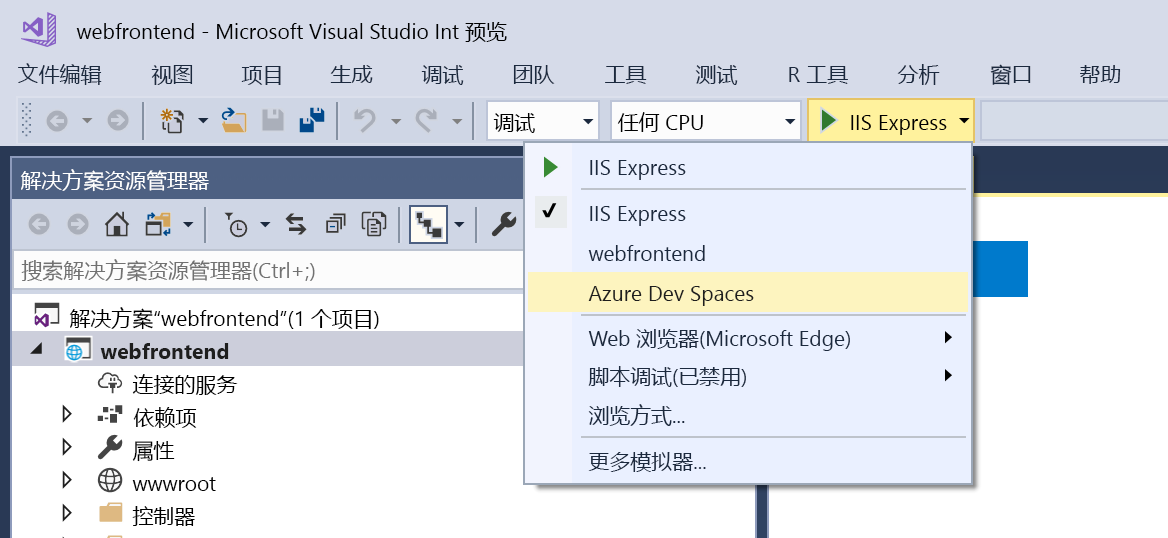 webfrontend - Microsoft Visual Studio Int 预览
文件编辑 视图 项目 生成 调试 团队 工具 测试 R 工具 分析 窗口 帮助
调试 任何 CPU IIS Express
解决方案资源管理器
搜索解决方案资源管理器(Ctrl+;)
解决方案“webfrontend”(1 个项目)
webfrontend
连接的服务
依赖项
属性
wwwroot
控制器
IIS Express
IIS Express
webfrontend
Azure Dev Spaces
Web 浏览器(Microsoft Edge)
脚本调试(已禁用)
浏览方式...
更多模拟器...